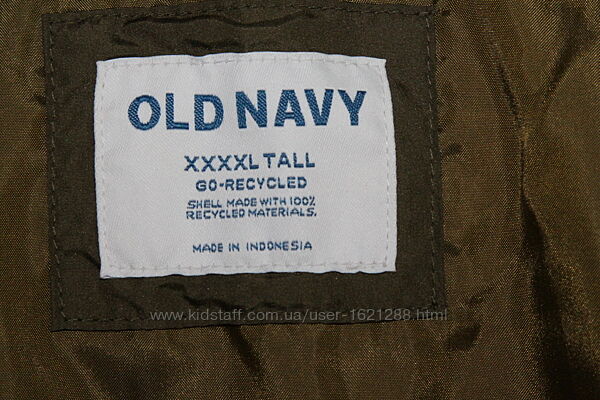 OLD NAVY
XXXXL TALL
GO-RECYCLED
SHELL MADE WITH 100%
RECYCLED MATERIALS.
MADE IN INDONESIA
www.kidstaff.com.ua/user-1621288.html